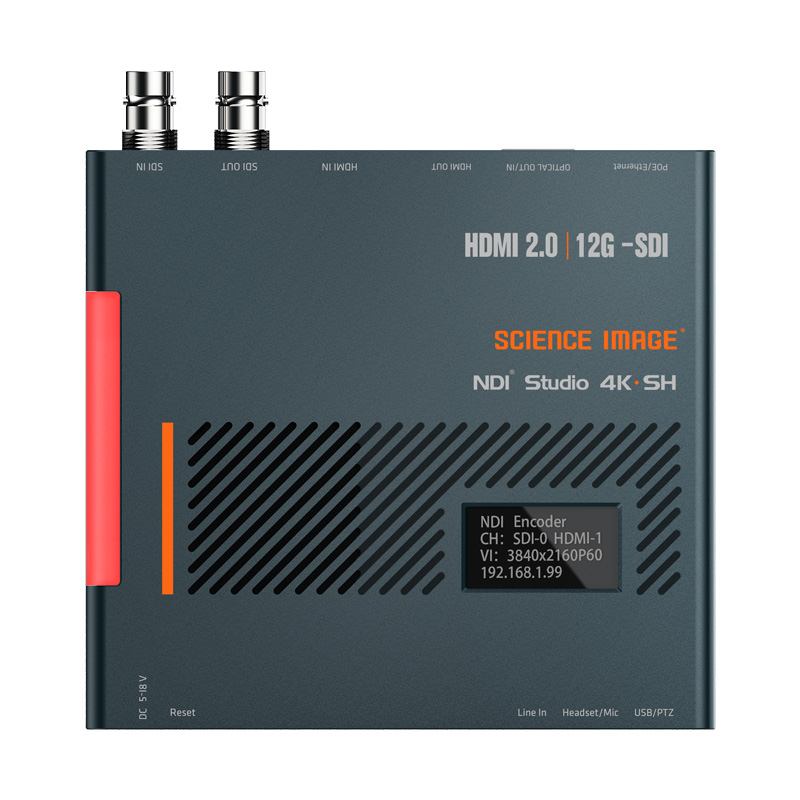 SDI IN
SDI OUT
HDMI IN
HDMI OUT
OPTICAL OUT/IN
POE/Ethernet
HDMI 2.0 | 12G -SDI
SCIENCE IMAGE®
NDI® Studio 4K·SH
NDI Encoder
CH: SDI-0 HDMI-1
VI: 3840x2160P60
192.168.1.99
DC 5-18 V
Reset
Line In
Headset/Mic
USB/PTZ